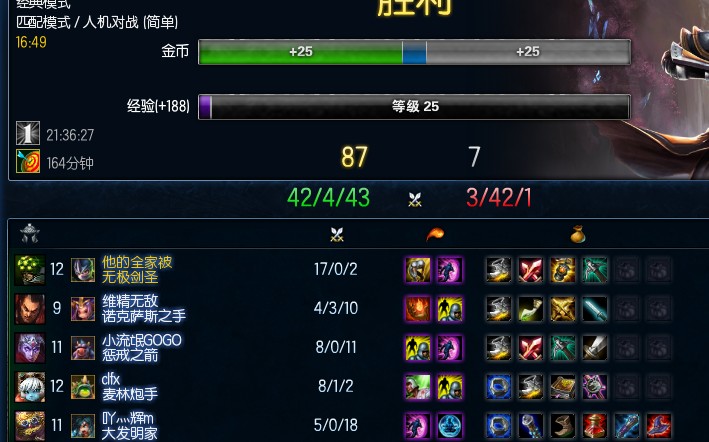 经典模式
胜利
匹配模式 / 人机对战 (简单)
16:49
金币
+25
+25
经验(+188)
等级 25
1
21:36:27
164分钟
87
7
42/4/43
3/42/1
12
他的全家被
无极剑圣
17/0/2
9
维精无敌
诺克萨斯之手
4/3/10
11
小流氓GOGO
惩戒之箭
8/0/11
12
dfx
麦林炮手
8/1/2
11
大发明家
5/0/18